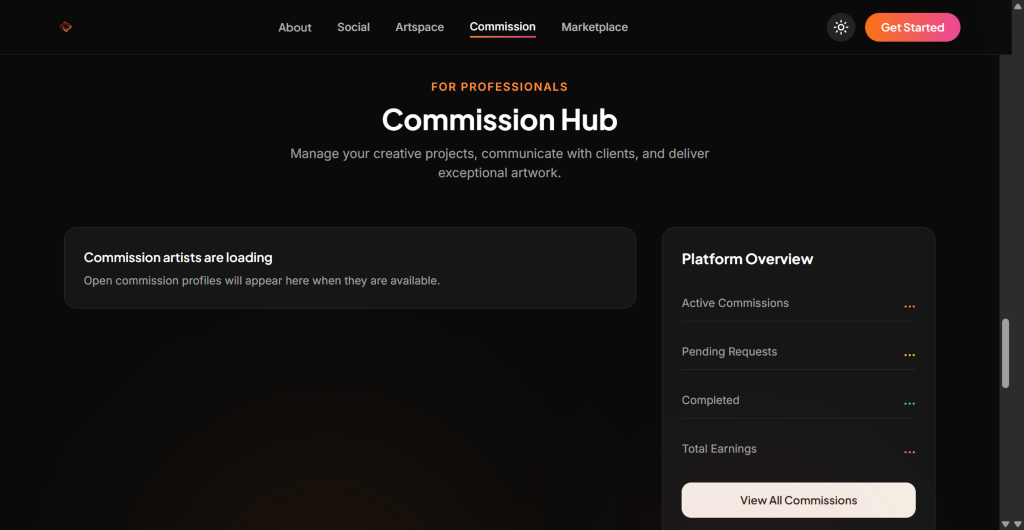 About
Social
Artspace
Commission
Marketplace
Get Started
FOR PROFESSIONALS
Commission Hub
Manage your creative projects, communicate with clients, and deliver
exceptional artwork.
Commission artists are loading
Open commission profiles will appear here when they are available.
Platform Overview
Active Commissions
...
Pending Requests
...
Completed
...
Total Earnings
...
View All Commissions